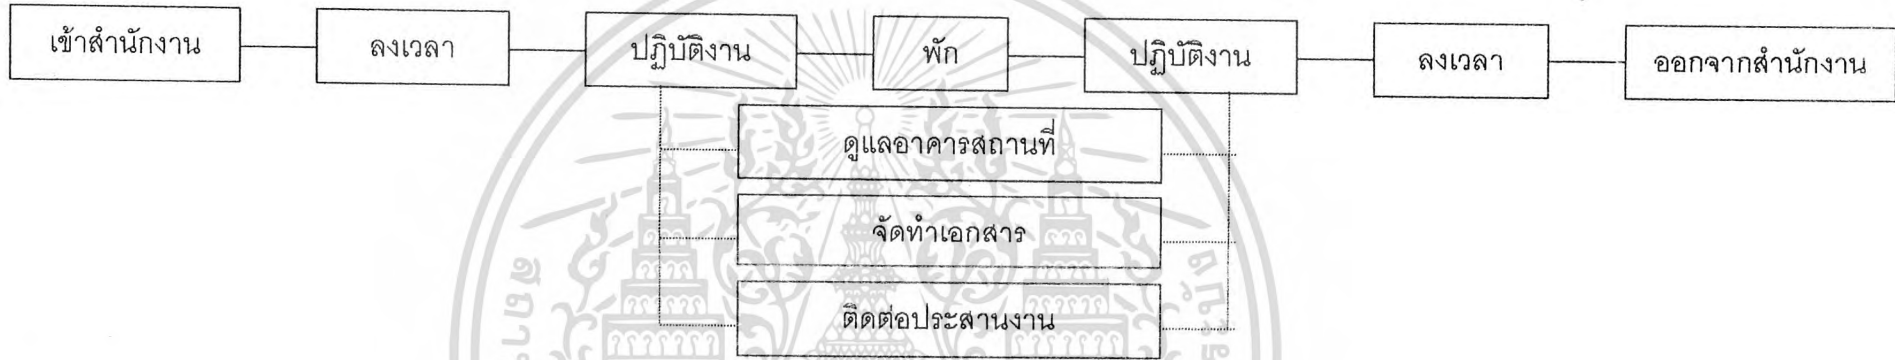 เข้าสำนักงาน
ลงเวลา
ปฏิบัติงาน
พัก
ปฏิบัติงาน
ลงเวลา
ออกจากสำนักงาน
ดูแลอาคารสถานที่
จัดทำเอกสาร
ติดต่อประสานงาน